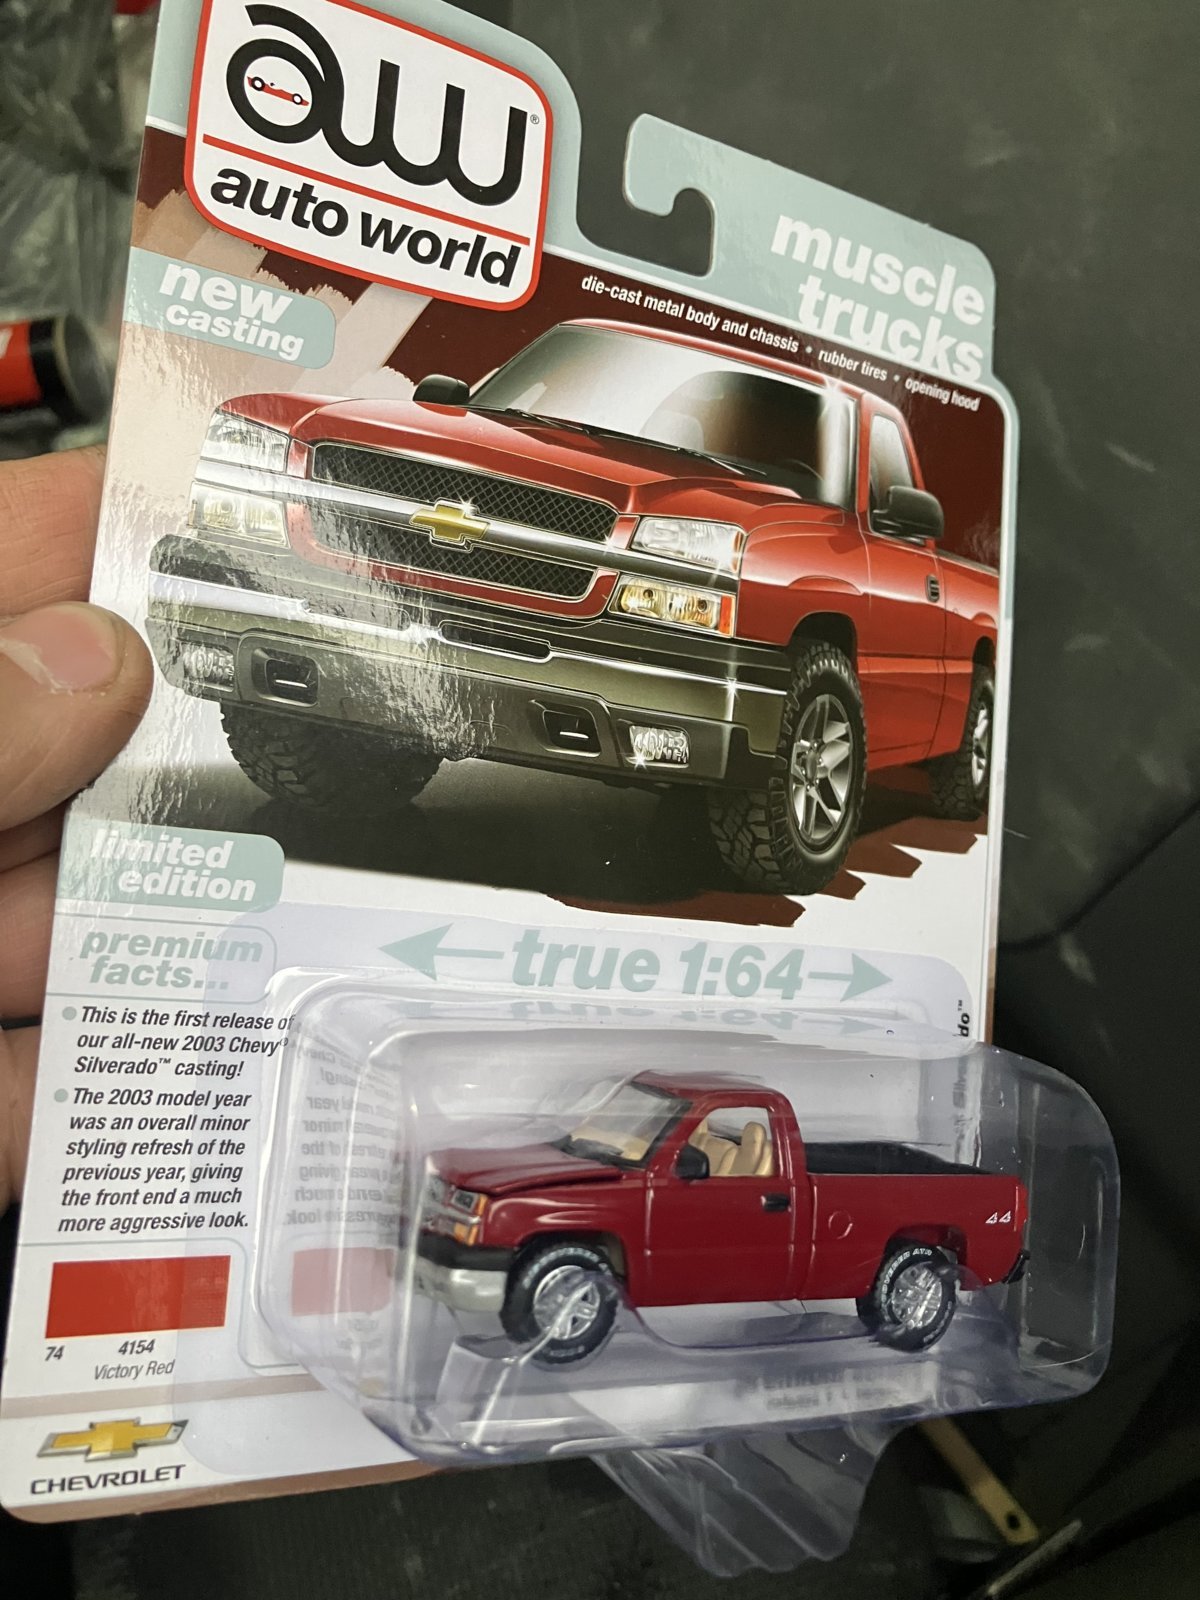 aw®
auto world
muscle
trucks
die-cast metal body and chassis • rubber tires • opening hood
new
casting
limited
edition
premium
facts...
true 1:64
• This is the first release of
our all-new 2003 Chevy®
Silverado™ casting!
• The 2003 model year
was an overall minor
styling refresh of the
previous year, giving
the front end a much
more aggressive look.
74
4154
Victory Red
CHEVROLET